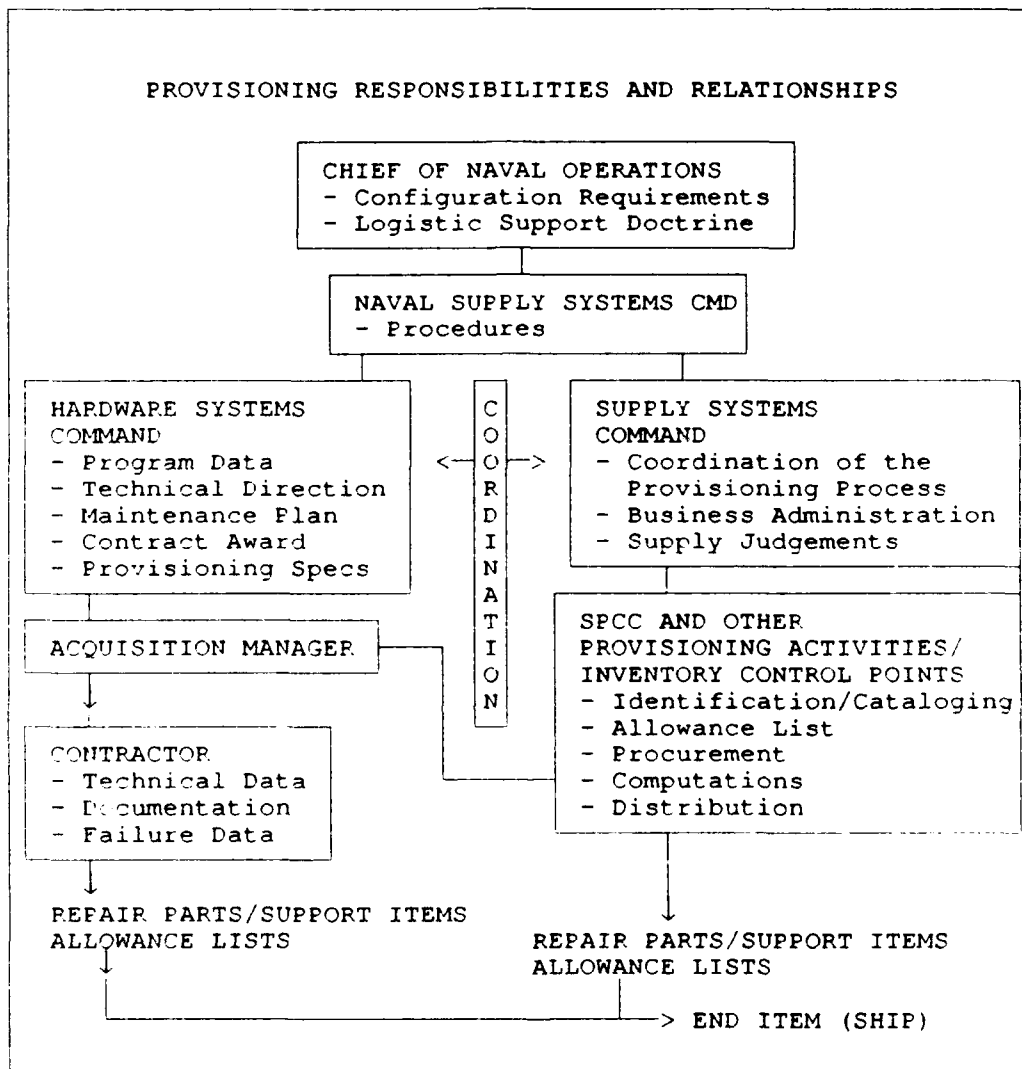 PROVISIONING RESPONSIBILITIES AND RELATIONSHIPS
CHIEF OF NAVAL OPERATIONS
- Configuration Requirements
- Logistic Support Doctrine
NAVAL SUPPLY SYSTEMS CMD
- Procedures
HARDWARE SYSTEMS
COMMAND
- Program Data
- Technical Direction
- Maintenance Plan
- Contract Award
- Provisioning Specs
COORDINATION
SUPPLY SYSTEMS
COMMAND
- Coordination of the
Provisioning Process
- Business Administration
- Supply Judgements
ACQUISITION MANAGER
SPCC AND OTHER
PROVISIONING ACTIVITIES/
INVENTORY CONTROL POINTS
- Identification/Cataloging
- Allowance List
- Procurement
- Computations
- Distribution
CONTRACTOR
- Technical Data
- Documentation
- Failure Data
REPAIR PARTS/SUPPORT ITEMS
ALLOWANCE LISTS
REPAIR PARTS/SUPPORT ITEMS
ALLOWANCE LISTS
END ITEM (SHIP)